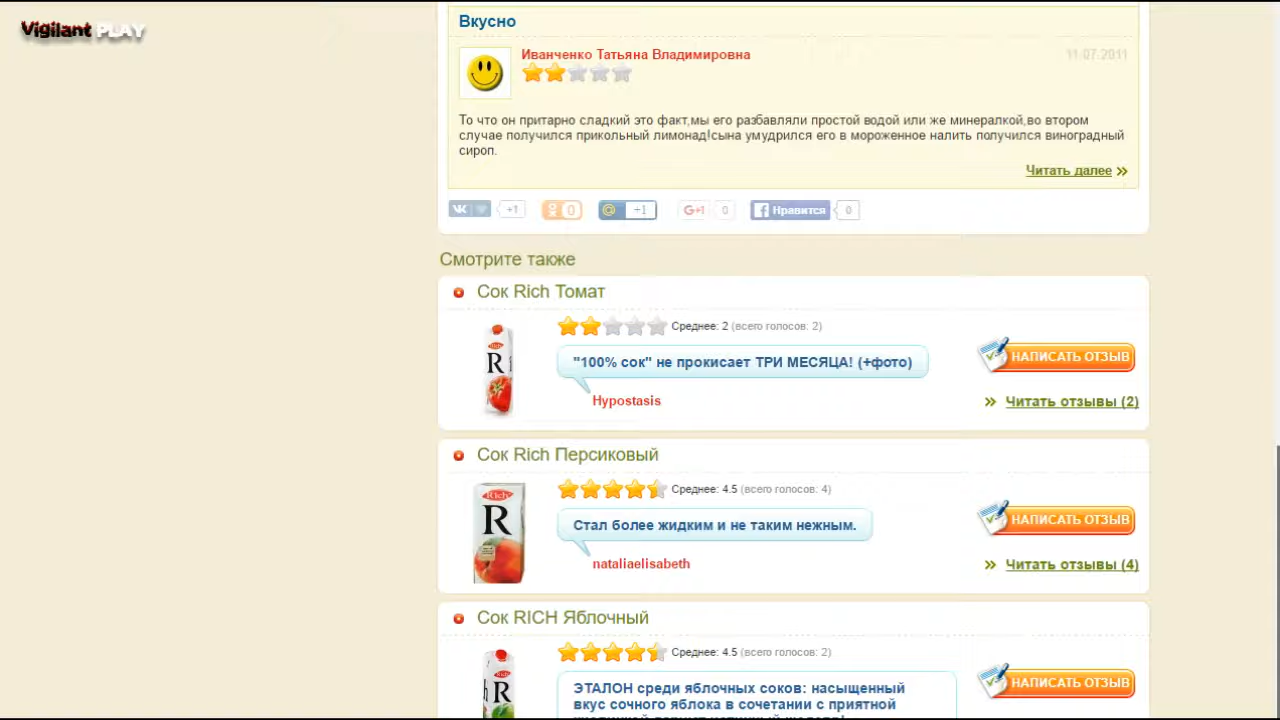 Vigilant PLAY
Вкусно
Иванченко Татьяна Владимировна
11.07.2011
То что он притарно сладкий это факт,мы его разбавляли простой водой или же минералкой,во втором
случае получился прикольный лимонад!сына умудрился его в мороженное налить получился виноградный
сироп.
Читать далее »
+1
0
@ +1
G+1 0
Нравится 0
Смотрите также
Сок Rich Томат
Среднее: 2 (всего голосов: 2)
"100% сок" не прокисает ТРИ МЕСЯЦА! (+фото)
Hypostasis
НАПИСАТЬ ОТЗЫВ
» Читать отзывы (2)
Rich
R
Сок Rich Персиковый
Среднее: 4.5 (всего голосов: 4)
Стал более жидким и не таким нежным.
nataliaelisabeth
НАПИСАТЬ ОТЗЫВ
» Читать отзывы (4)
Rich
R
Сок RICH Яблочный
Среднее: 4.5 (всего голосов: 2)
ЭТАЛОН среди яблочных соков: насыщенный
вкус сочного яблока в сочетании с приятной
НАПИСАТЬ ОТЗЫВ
Rich
R